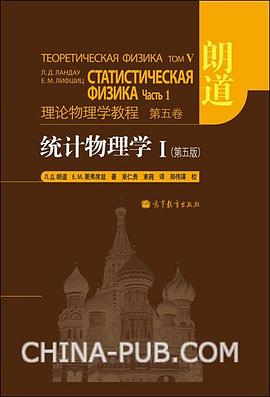 ТЕОРЕТИЧЕСКАЯ ФИЗИКА ТОМ V
Л. Д. ЛАНДАУ
Е. М. ЛИФШИЦ
СТАТИСТИЧЕСКАЯ
ФИЗИКА Часть 1
理论物理学教程 第五卷
朗道
统计物理学 I (第五版)
Л. Д. 朗道 Е. М. 栗弗席兹 著 束仁贵 束莼 译 郑伟谋 校
高等教育出版社
CHINA-PUB.COM